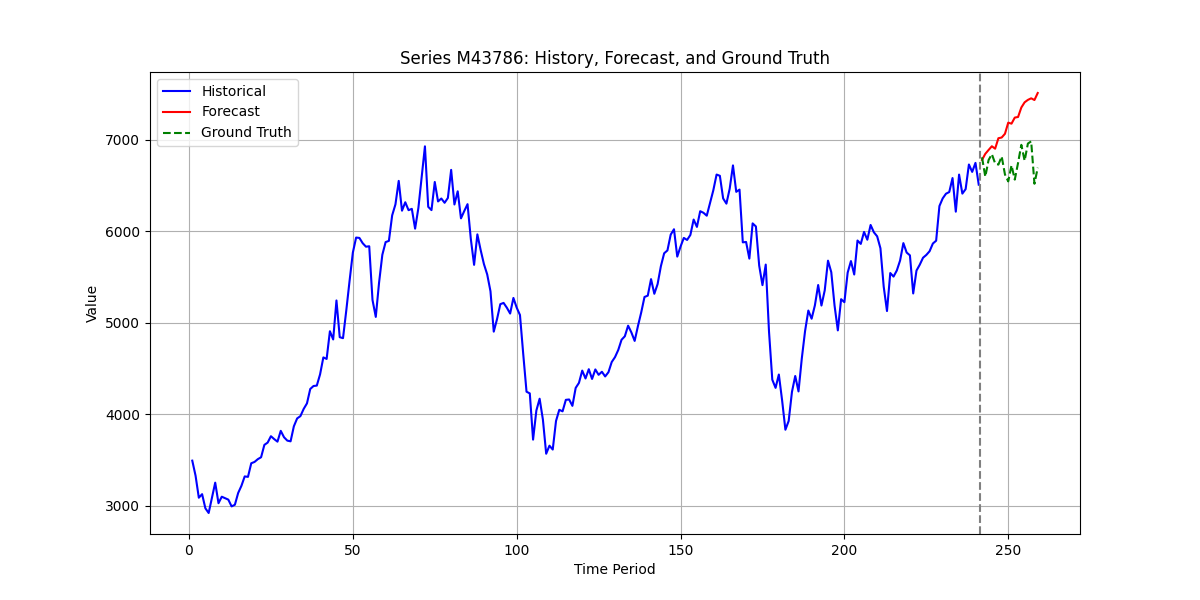 Series M43786: History, Forecast, and Ground Truth
Historical
Forecast
Ground Truth
7000
6000
5000
4000
3000
Value
0
50
100
150
200
250
Time Period